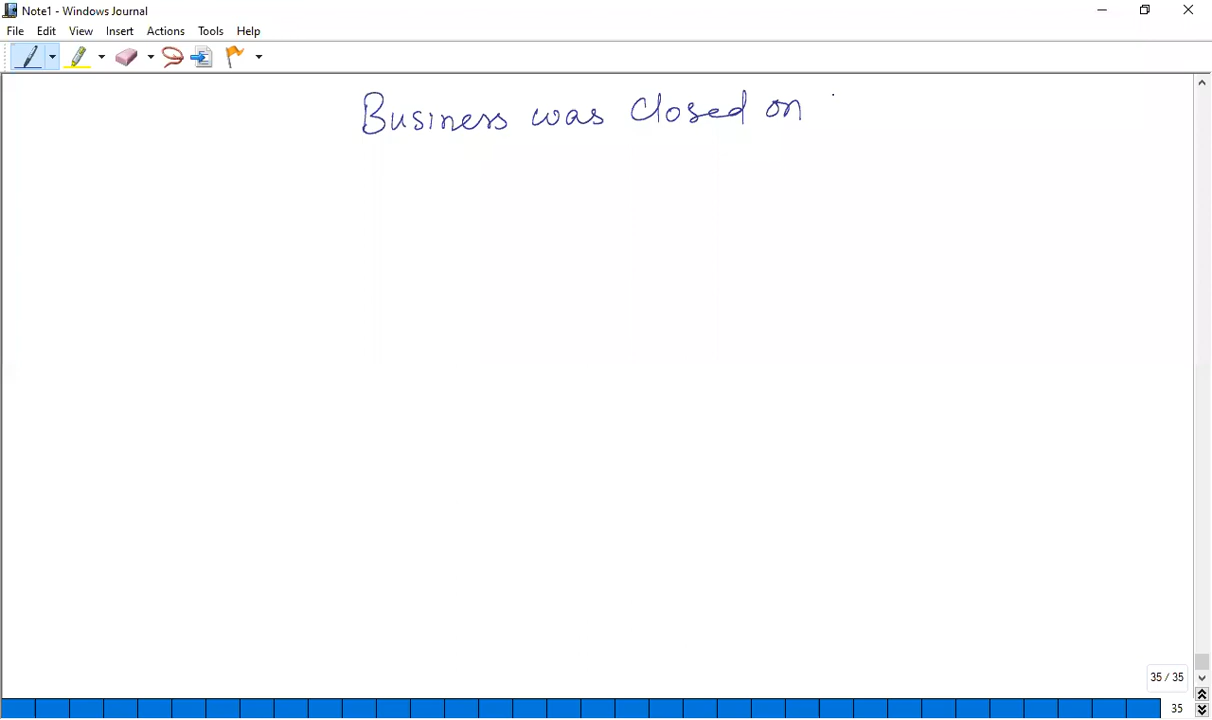 Note1 - Windows Journal
File Edit View Insert Actions Tools Help
Business was Closed on
35 / 35
35